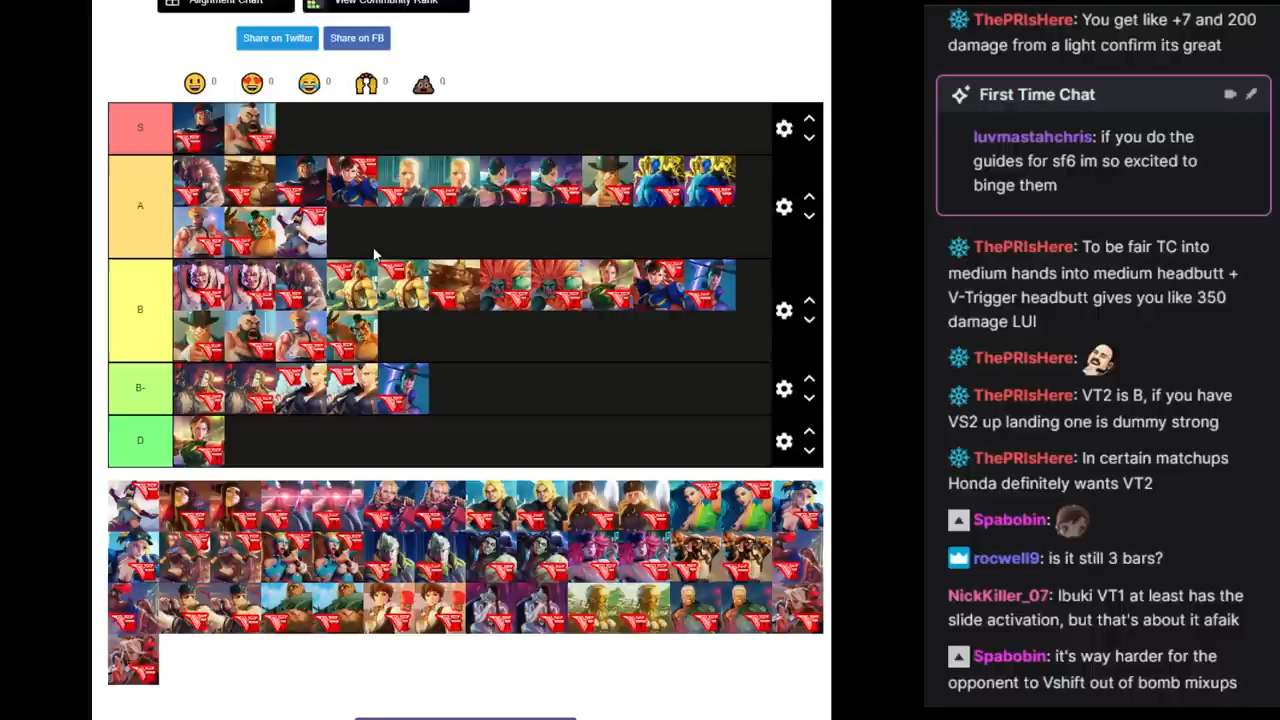 Alignment Chart
View Community Rank
Share on Twitter
Share on FB
0
0
0
0
0
S
A
B
B-
D
ThePRIsHere: You get like +7 and 200
damage from a light confirm its great
First Time Chat
luvmastahchris: if you do the
guides for sf6 im so excited to
binge them
ThePRIsHere: To be fair TC into
medium hands into medium headbutt +
V-Trigger headbutt gives you like 350
damage LUI
ThePRIsHere:
ThePRIsHere: VT2 is B, if you have
VS2 up landing one is dummy strong
ThePRIsHere: In certain matchups
Honda definitely wants VT2
Spabobin:
rocwell9: is it still 3 bars?
NickKiller_07: Ibuki VT1 at least has the
slide activation, but that's about it afaik
Spabobin: it's way harder for the
opponent to Vshift out of bomb mixups